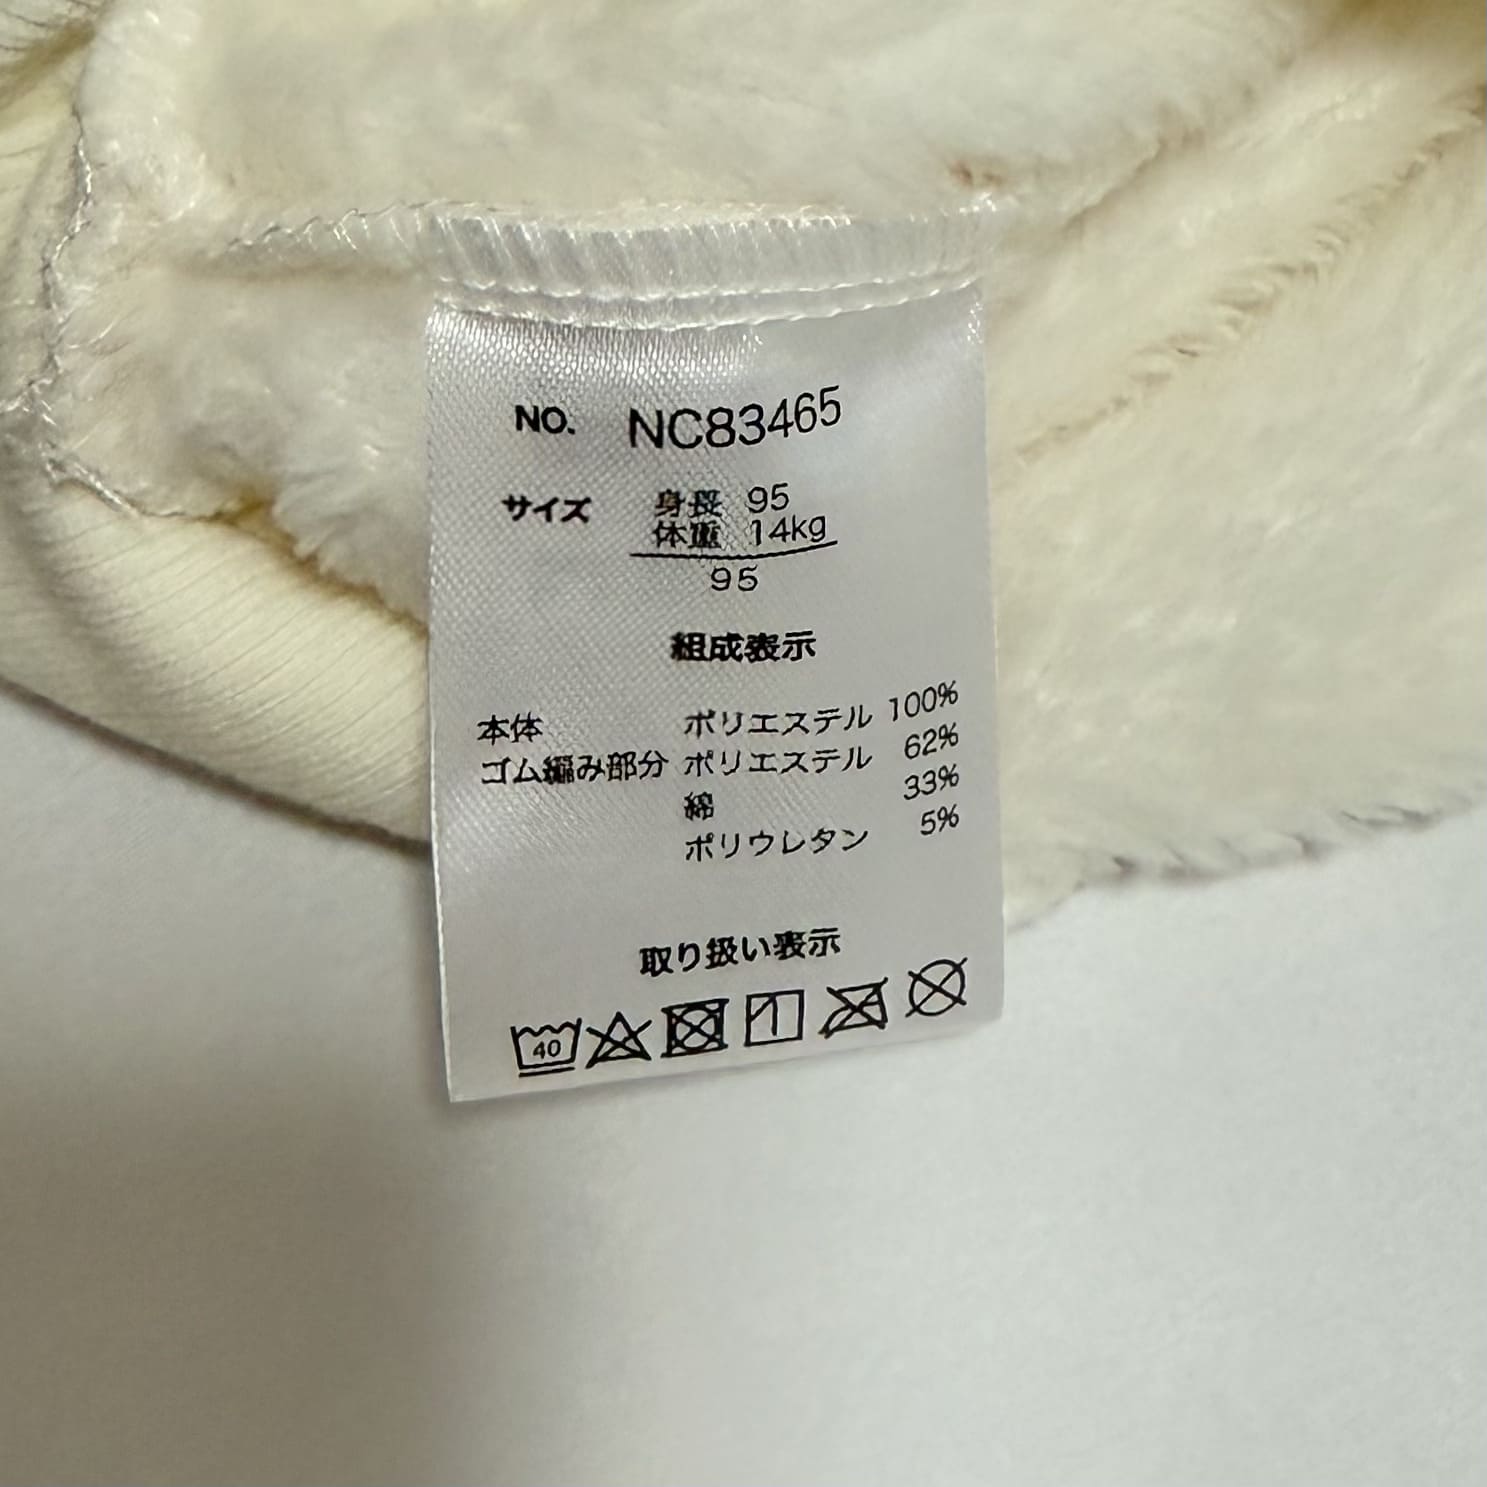 NO. NC83465
サイズ 身長 95
体重 14kg
95
組成表示
本体 ポリエステル 100%
ゴム編み部分 ポリエステル 62%
綿 33%
ポリウレタン 5%
取り扱い表示
40